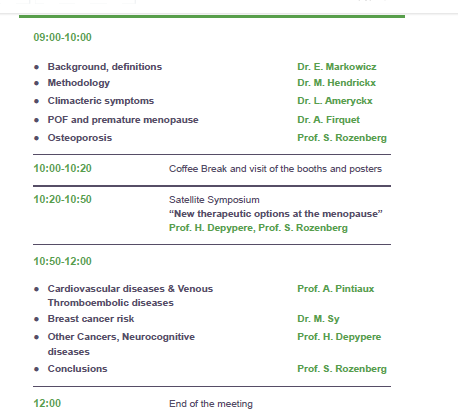 09:00-10:00
• Background, definitions Dr. E. Markowicz
• Methodology Dr. M. Hendrickx
• Climacteric symptoms Dr. L. Ameryckx
• POF and premature menopause Dr. A. Firquet
• Osteoporosis Prof. S. Rozenberg
10:00-10:20 Coffee Break and visit of the booths and posters
10:20-10:50 Satellite Symposium
“New therapeutic options at the menopause”
Prof. H. Depypere, Prof. S. Rozenberg
10:50-12:00
• Cardiovascular diseases & Venous Prof. A. Pintiaux
Thromboembolic diseases
• Breast cancer risk Dr. M. Sy
• Other Cancers, Neurocognitive Prof. H. Depypere
diseases
• Conclusions Prof. S. Rozenberg
12:00 End of the meeting